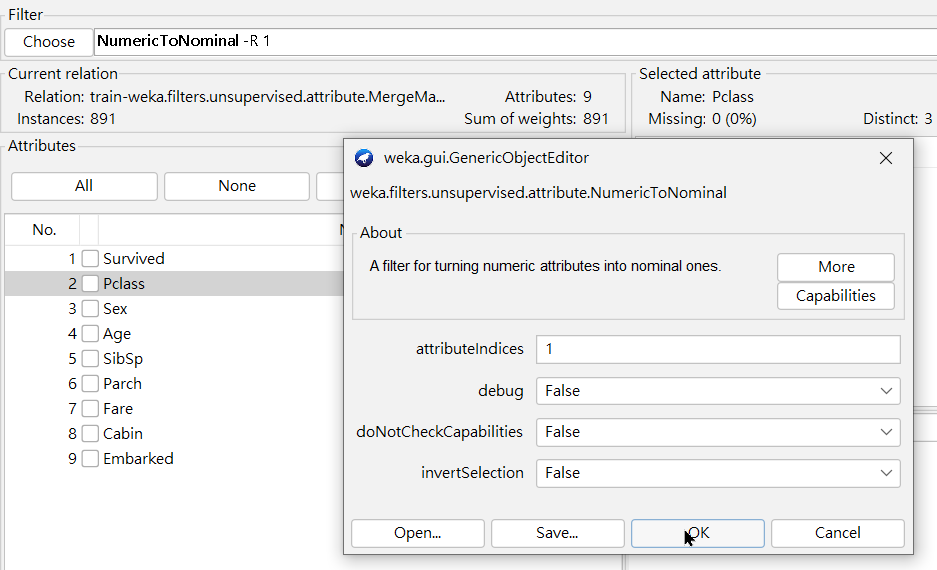 Filter
Choose NumericToNominal -R 1
Current relation
Relation: train-weka.filters.unsupervised.attribute.MergeMa... Attributes: 9
Instances: 891 Sum of weights: 891
Selected attribute
Name: Pclass
Missing: 0 (0%) Distinct: 3
Attributes
All None
No.
1 Survived
2 Pclass
3 Sex
4 Age
5 SibSp
6 Parch
7 Fare
8 Cabin
9 Embarked
weka.gui.GenericObjectEditor
weka.filters.unsupervised.attribute.NumericToNominal
About
A filter for turning numeric attributes into nominal ones.
More
Capabilities
attributeIndices 1
debug False
doNotCheckCapabilities False
invertSelection False
Open... Save... OK Cancel